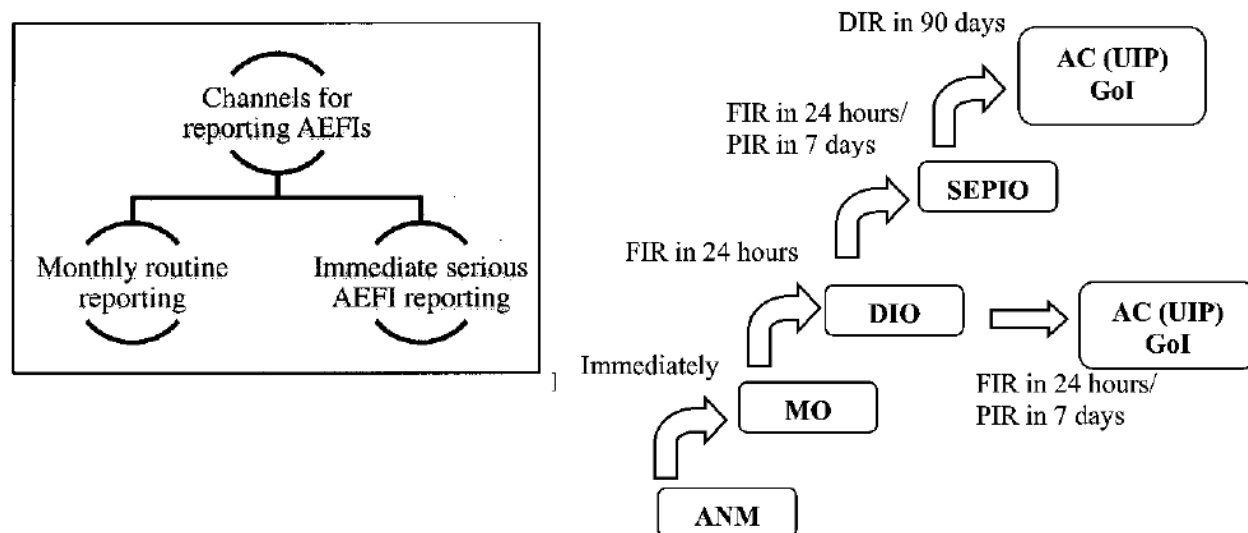 Channels for
reporting AEFIs
Monthly routine
reporting
Immediate serious
AEFI reporting
]
DIR in 90 days
AC (UIP)
GoI
FIR in 24 hours/
PIR in 7 days
SEPIO
FIR in 24 hours
DIO
AC (UIP)
GoI
FIR in 24 hours/
PIR in 7 days
Immediately
MO
ANM